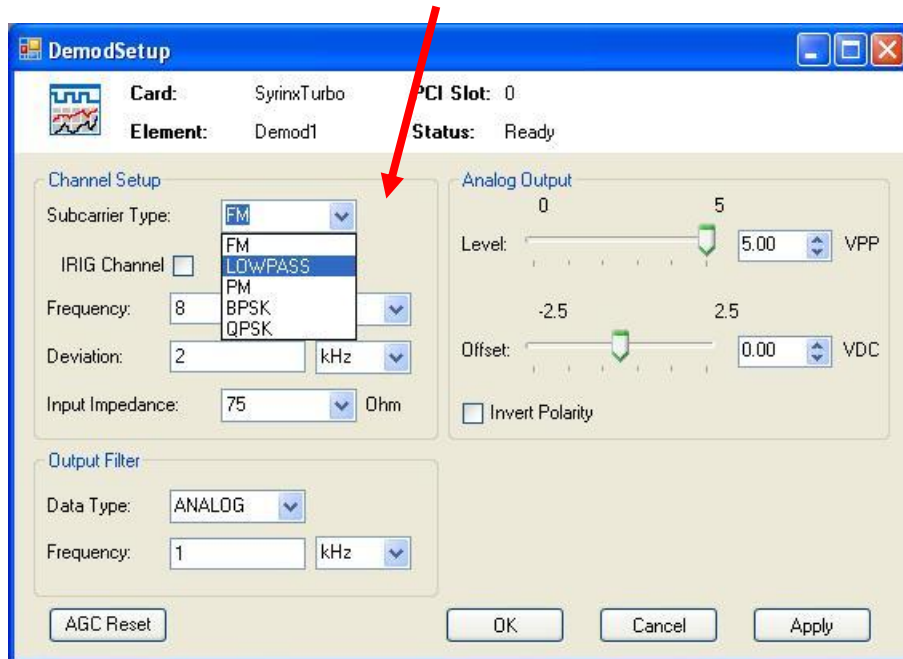 DemodSetup
Card: SyrinxTurbo PCI Slot: 0
Element: Demod1 Status: Ready
Channel Setup
Subcarrier Type: FM
FM
LOWPASS
PM
BPSK
QPSK
IRIG Channel
Frequency: 8
Deviation: 2 kHz
Input Impedance: 75 Ohm
Analog Output
0 5
Level: 5.00 VPP
-2.5 2.5
Offset: 0.00 VDC
Invert Polarity
Output Filter
Data Type: ANALOG
Frequency: 1 kHz
AGC Reset OK Cancel Apply